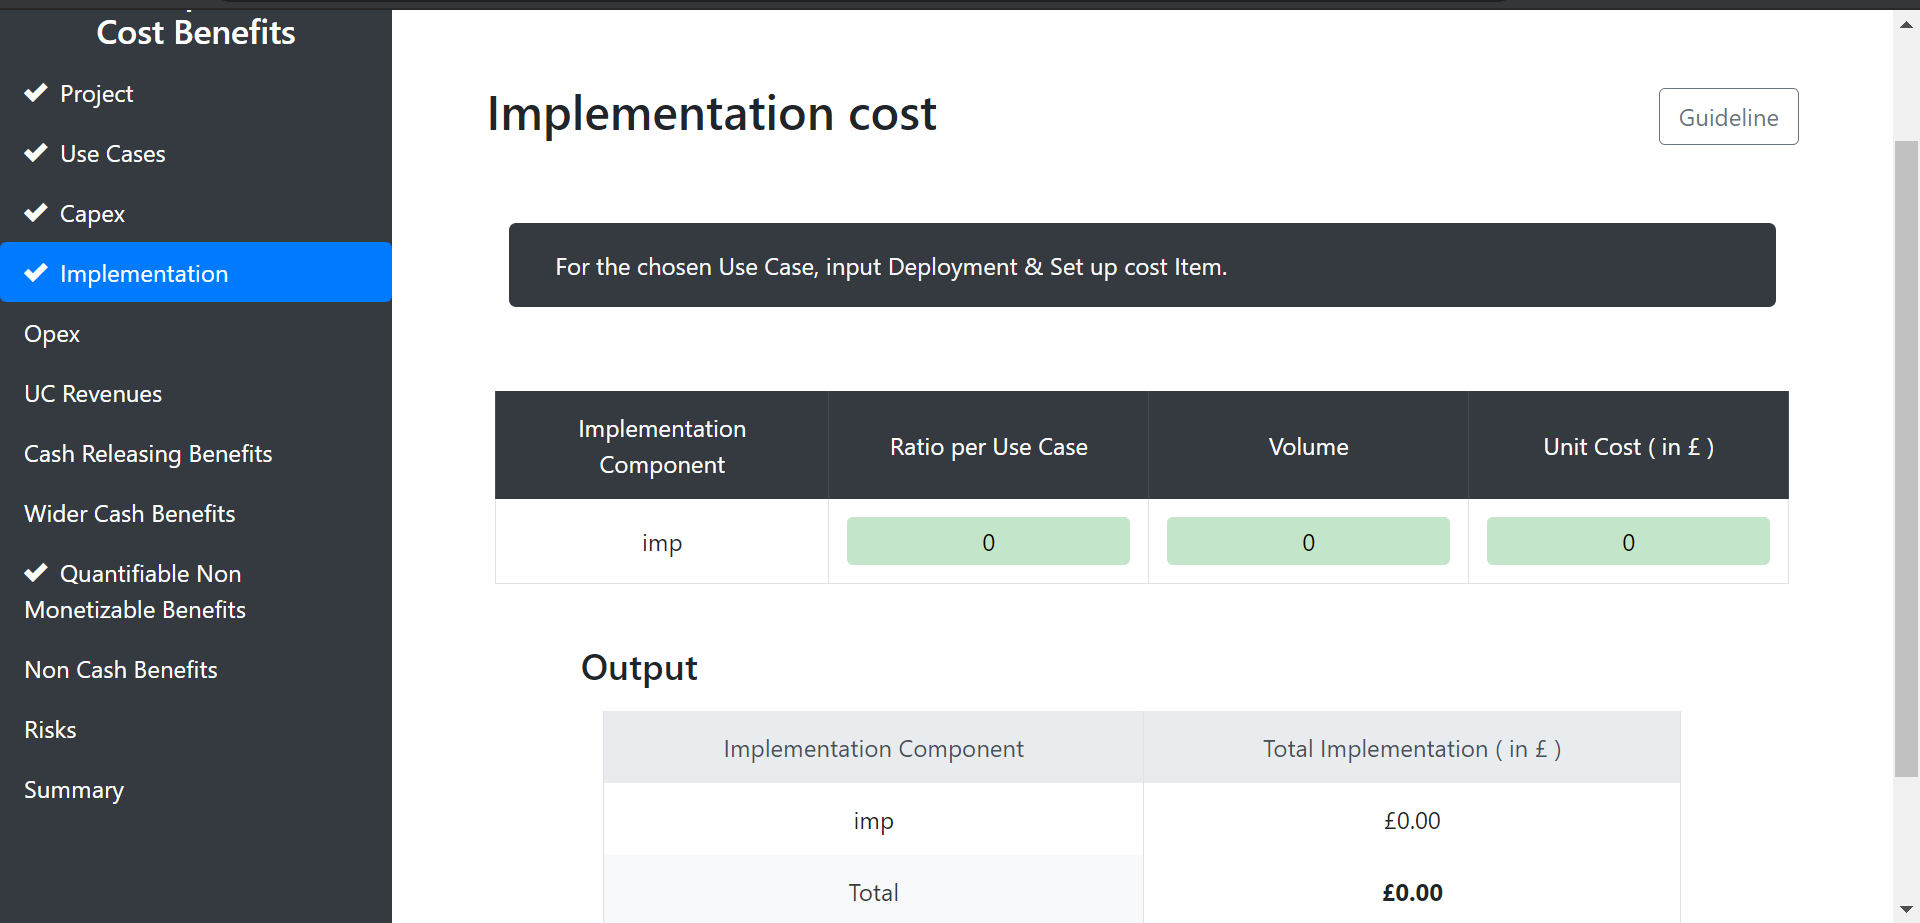 Cost Benefits
Project
Use Cases
Capex
Implementation
Opex
UC Revenues
Cash Releasing Benefits
Wider Cash Benefits
Quantifiable Non
Monetizable Benefits
Non Cash Benefits
Risks
Summary
Implementation cost
Guideline
For the chosen Use Case, input Deployment & Set up cost Item.
Implementation
Component
Ratio per Use Case
Volume
Unit Cost ( in £ )
imp
0
0
0
Output
Implementation Component
Total Implementation ( in £ )
imp
£0.00
Total
£0.00